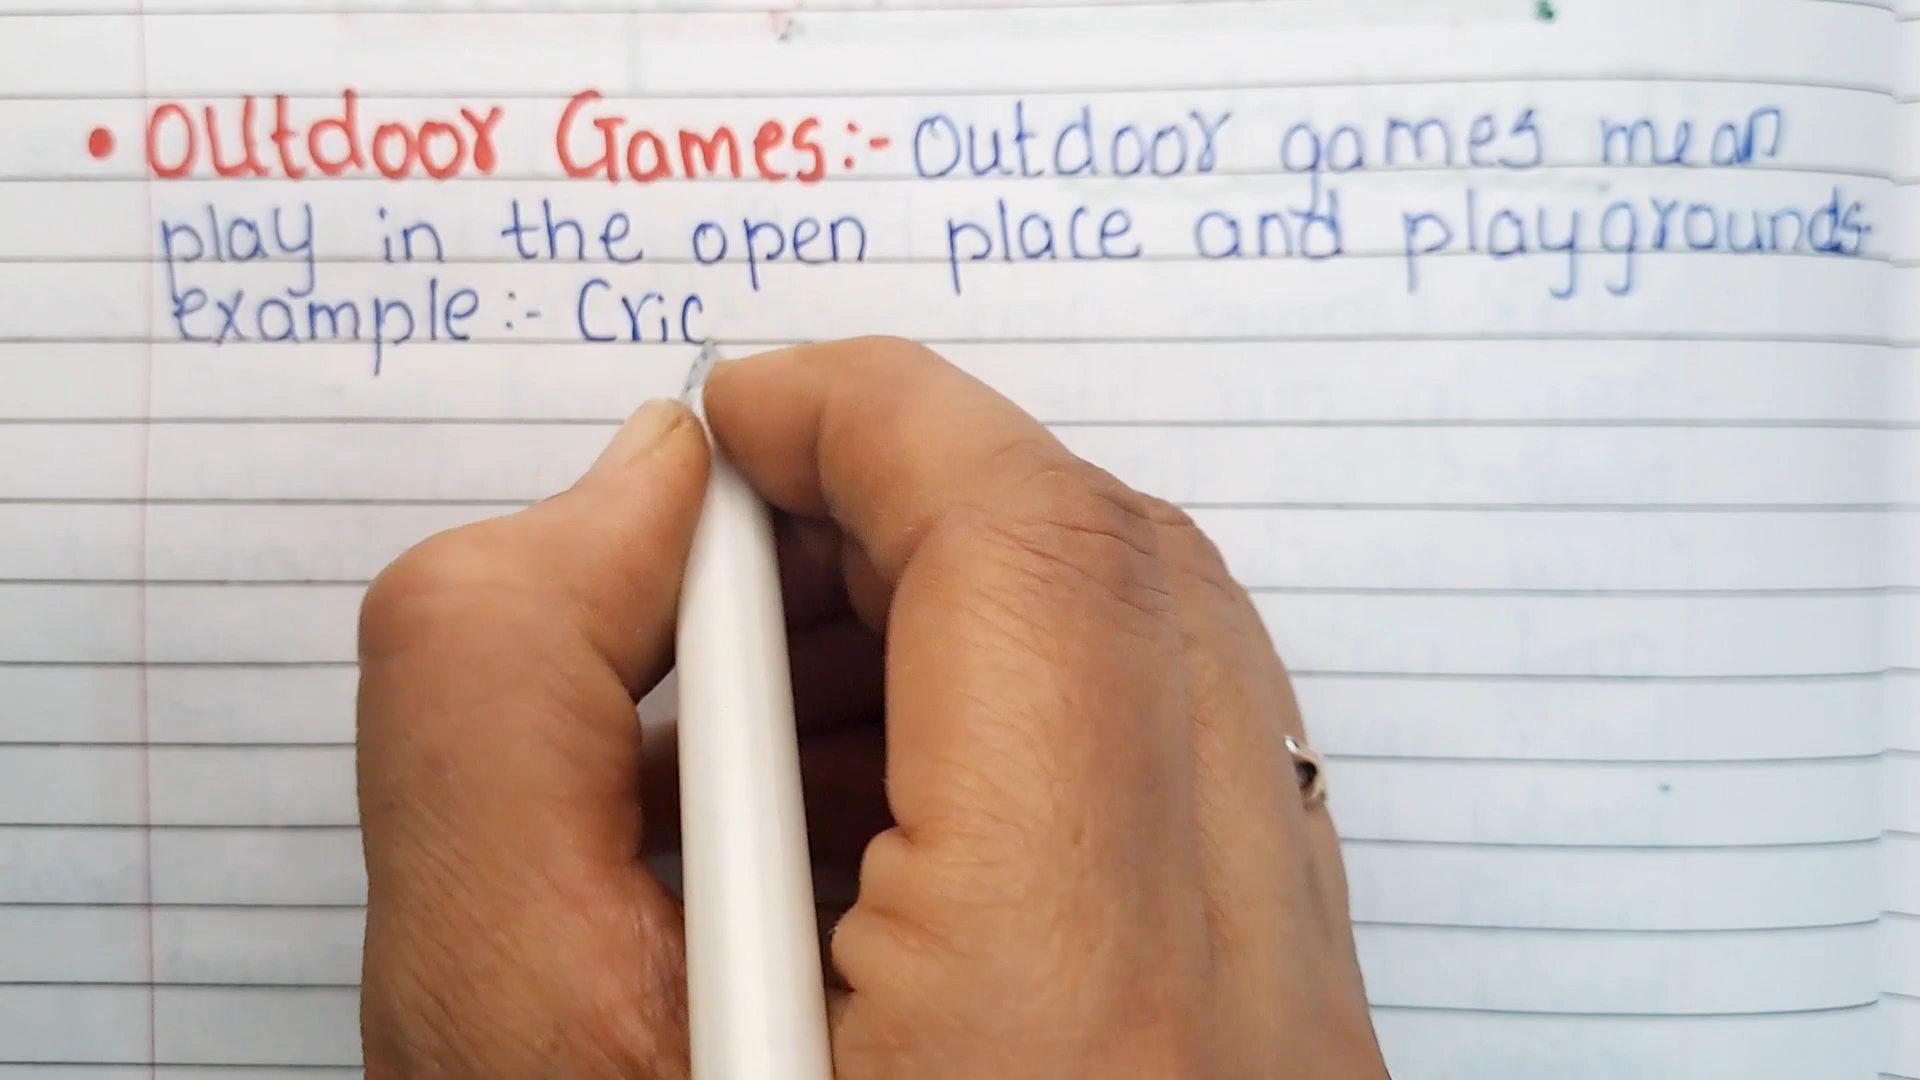 • Outdoor Games:- Outdoor games mean
play in the open place and playgrounds
example:- Cric